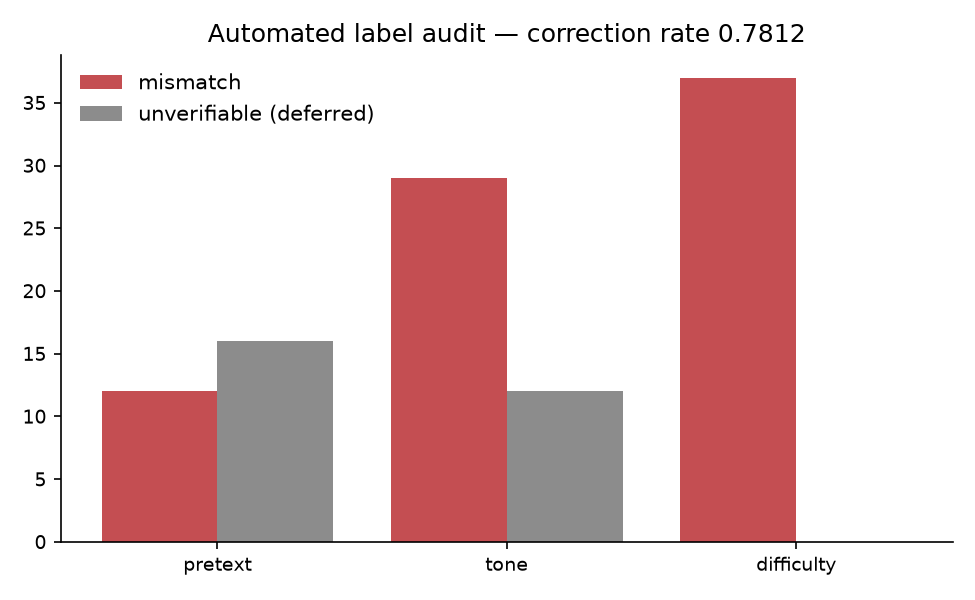 Automated label audit — correction rate 0.7812
mismatch
unverifiable (deferred)
35
30
25
20
15
10
5
0
pretext
tone
difficulty